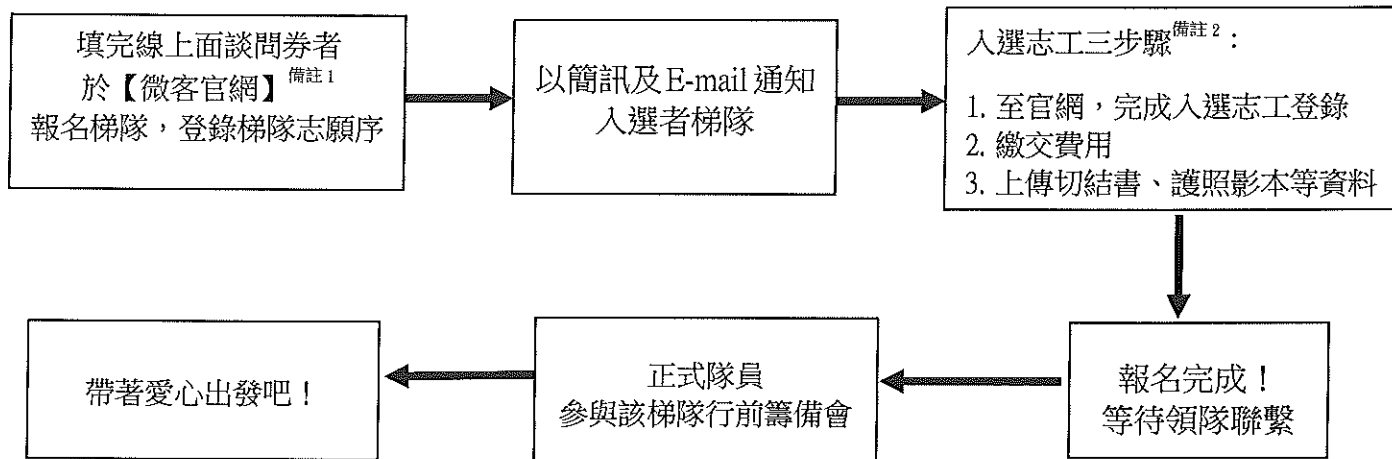 填完線上面談問券者
於【微客官網】備註1
報名梯隊，登錄梯隊志願序
以簡訊及E-mail通知
入選者梯隊
入選志工三步驟備註2：
1. 至官網，完成入選志工登錄
2. 繳交費用
3. 上傳切結書、護照影本等資料
報名完成！
等待領隊聯繫
正式隊員
參與該梯隊行前籌備會
帶著愛心出發吧！